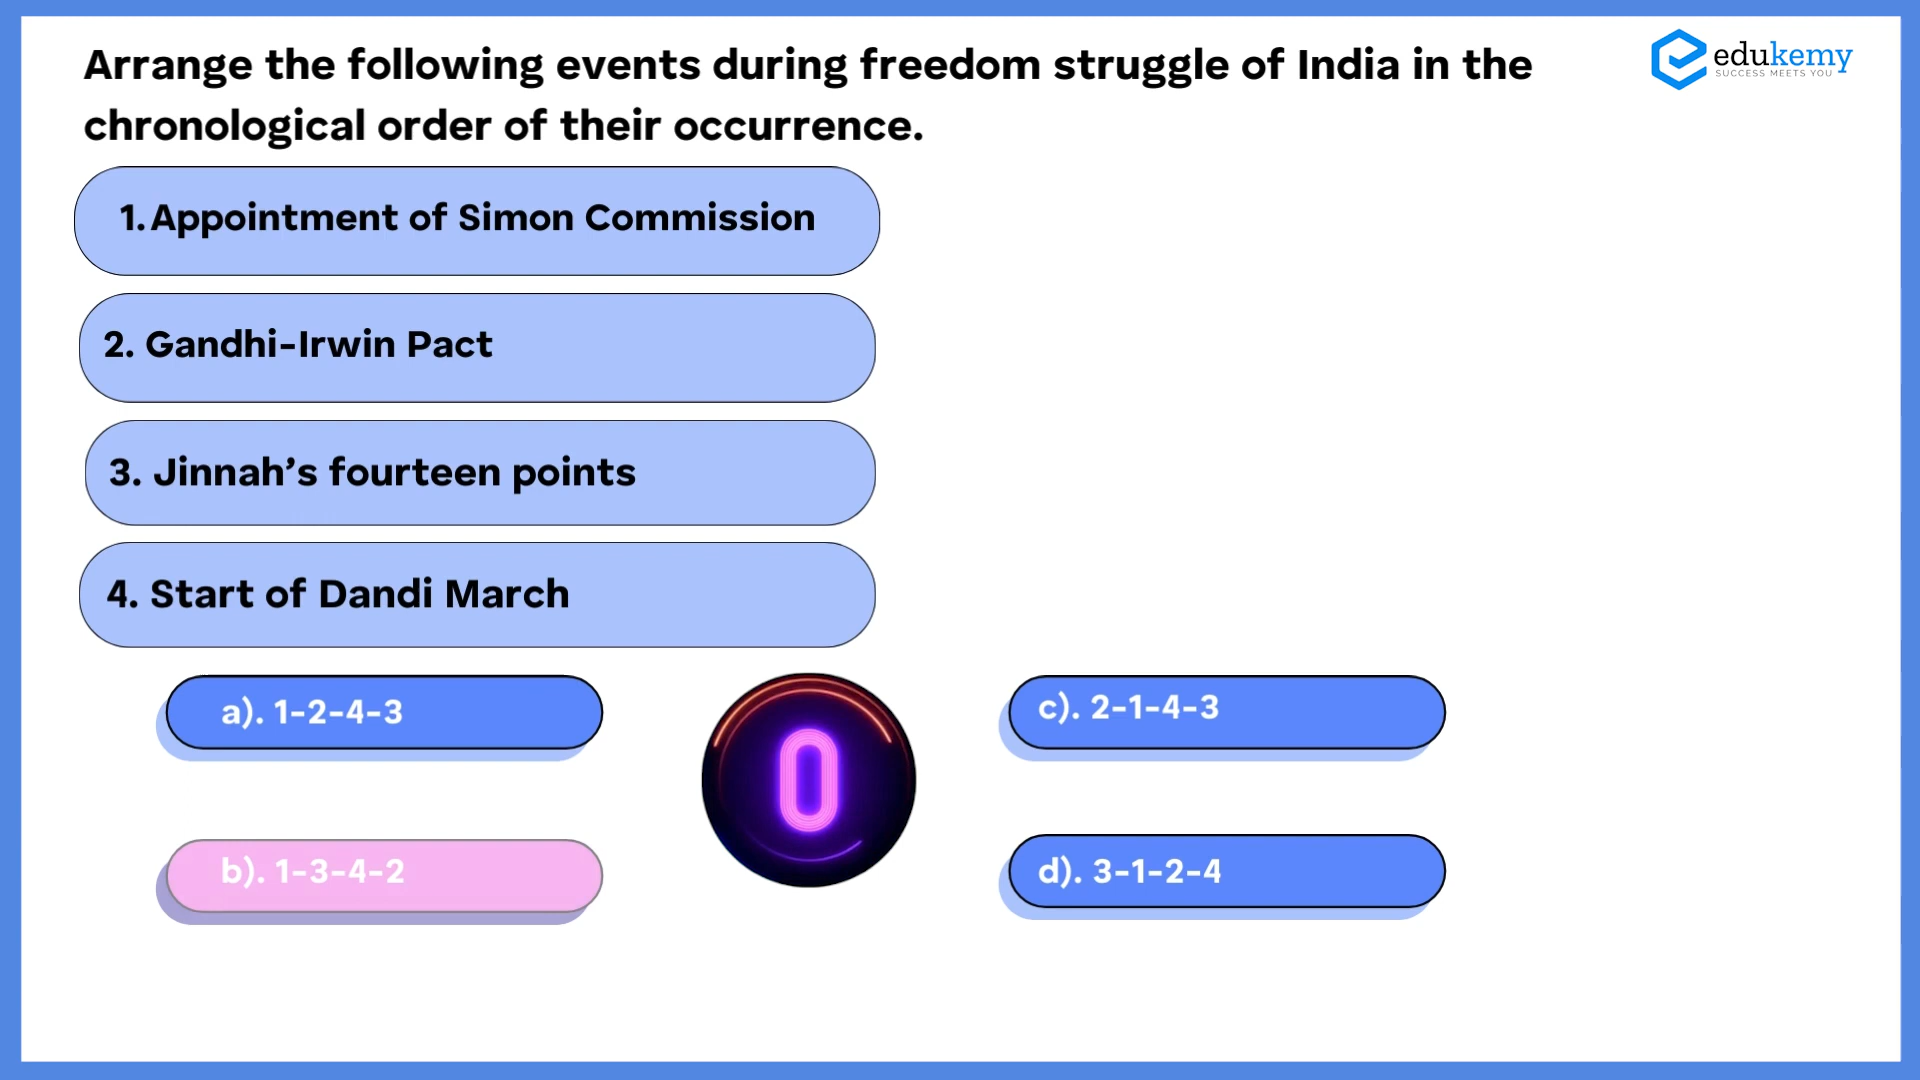 Arrange the following events during freedom struggle of India in the
chronological order of their occurrence.
edukemy
SUCCESS MEETS YOU
1. Appointment of Simon Commission
2. Gandhi-Irwin Pact
3. Jinnah’s fourteen points
4. Start of Dandi March
a). 1-2-4-3
b). 1-3-4-2
0
c). 2-1-4-3
d). 3-1-2-4